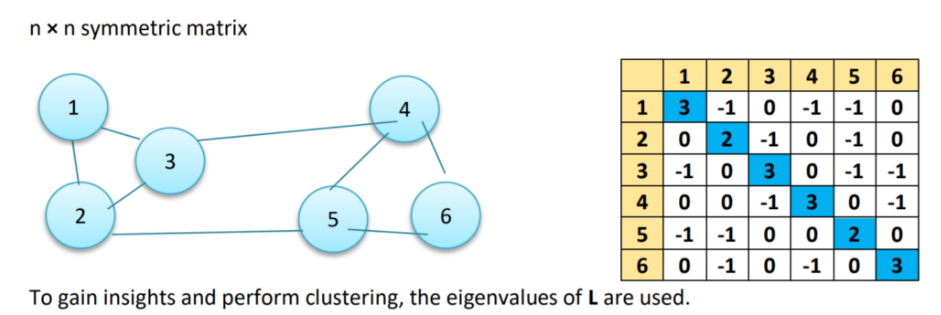 n × n symmetric matrix
1
4
3
2
5
6
1 2 3 4 5 6
1 3 -1 0 -1 -1 0
2 0 2 -1 0 -1 0
3 -1 0 3 0 -1 -1
4 0 0 -1 3 0 -1
5 -1 -1 0 0 2 0
6 0 -1 0 -1 0 3
To gain insights and perform clustering, the eigenvalues of L are used.